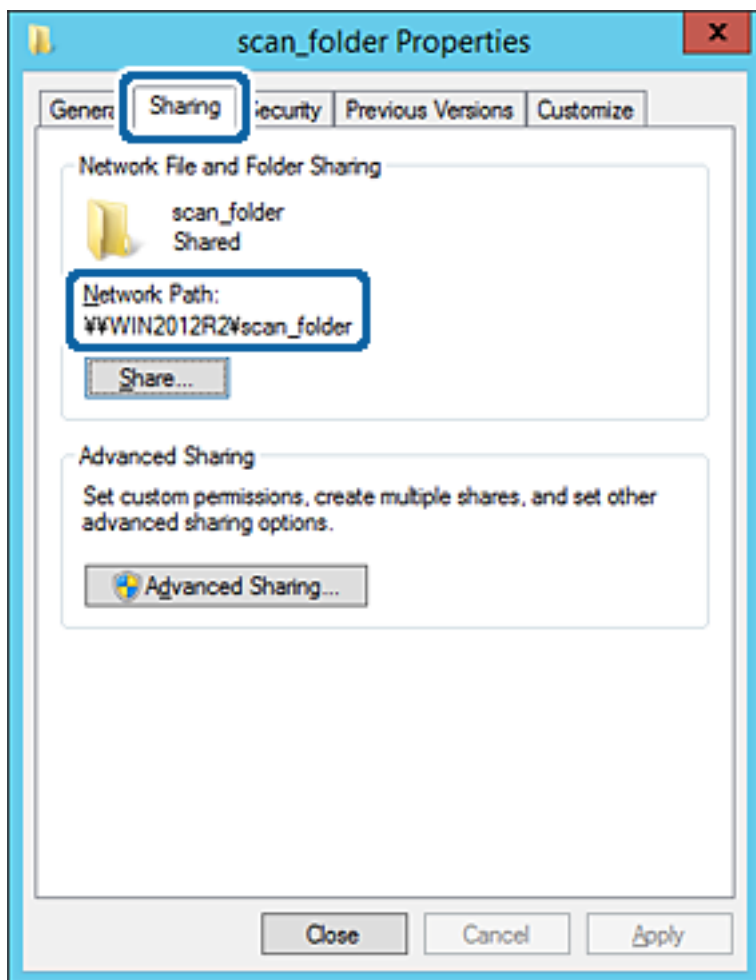 scan_folder Properties
x
Genera Sharing Security Previous Versions Customize
Network File and Folder Sharing
scan_folder
Shared
Network Path:
¥¥WIN2012R2¥scan_folder
Share...
Advanced Sharing
Set custom permissions, create multiple shares, and set other
advanced sharing options.
Advanced Sharing...
Close Cancel Apply